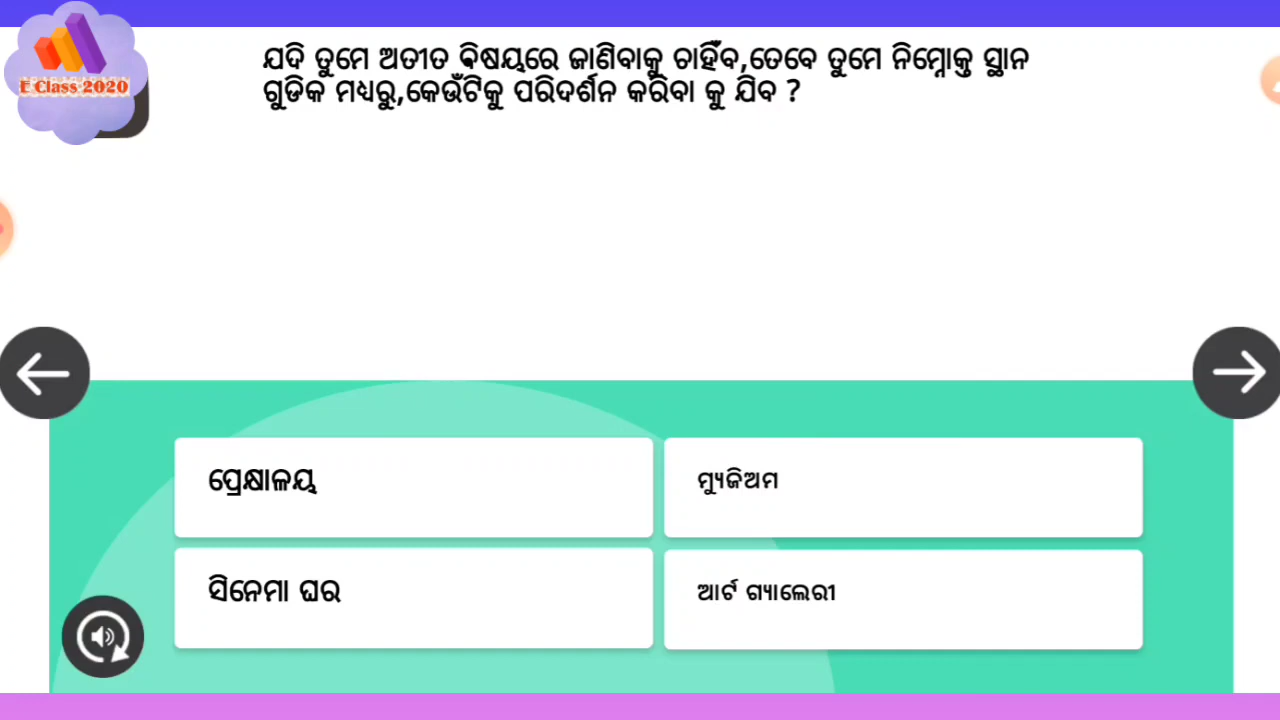 E Class 2020
ଯଦି ତୁମେ ଅତୀତ ଵିଷୟରେ ଜାଣିବାକୁ ଚାହିଁବ,ତେବେ ତୁମେ ନିମ୍ନୋକ୍ତ ସ୍ଥାନ
ଗୁଡିକ ମଧ୍ୟରୁ,କେଉଁଟିକୁ ପରିଦର୍ଶନ କରିବା କୁ ଯିବ ?
ପ୍ରେକ୍ଷାଳୟ
ମ୍ୟୁଜିଅମ
ସିନେମା ଘର
ଆର୍ଟ ଗ୍ୟାଲେରୀ